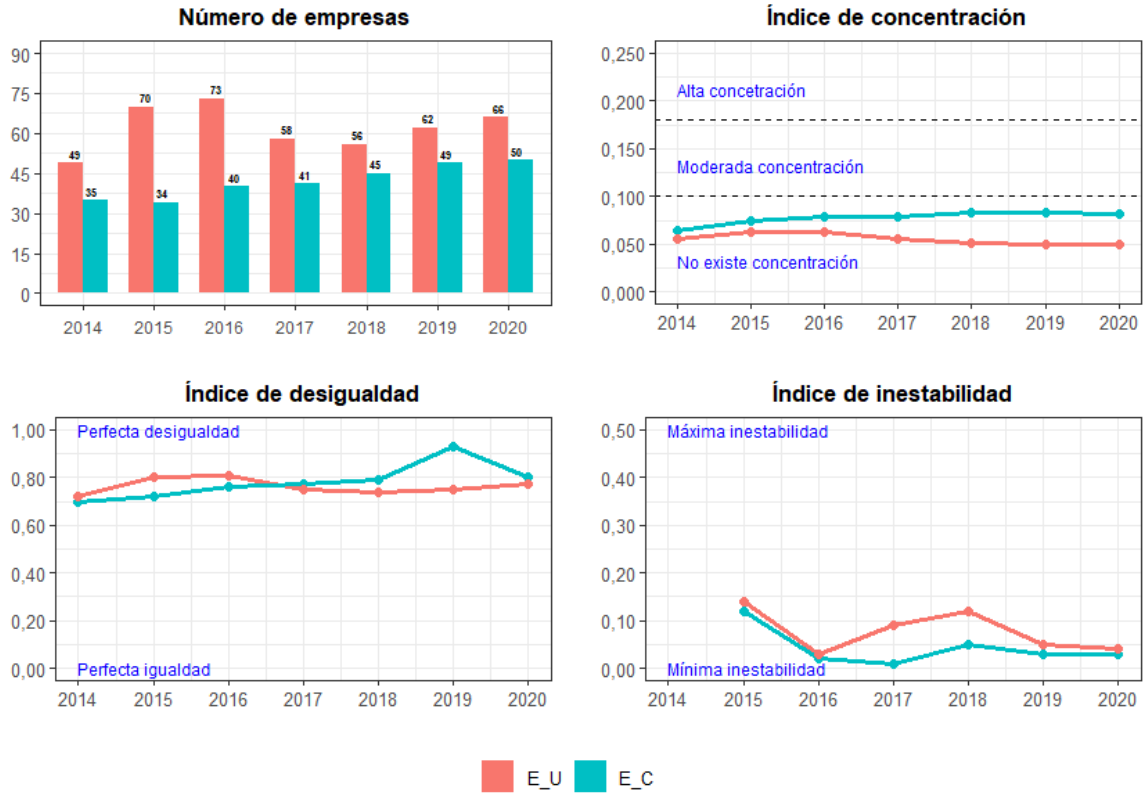 Número de empresas
90
75
60
45
30
15
0
49 35 70 34 73 40 58 41 56 45 62 49 66 50
2014 2015 2016 2017 2018 2019 2020
Índice de concentración
0,250
0,200
0,150
0,100
0,050
0,000
Alta concetración
Moderada concentración
No existe concentración
2014 2015 2016 2017 2018 2019 2020
Índice de desigualdad
1,00
0,80
0,60
0,40
0,20
0,00
Perfecta desigualdad
Perfecta igualdad
2014 2015 2016 2017 2018 2019 2020
Índice de inestabilidad
0,50
0,40
0,30
0,20
0,10
0,00
Máxima inestabilidad
Mínima inestabilidad
2014 2015 2016 2017 2018 2019 2020
E_U E_C